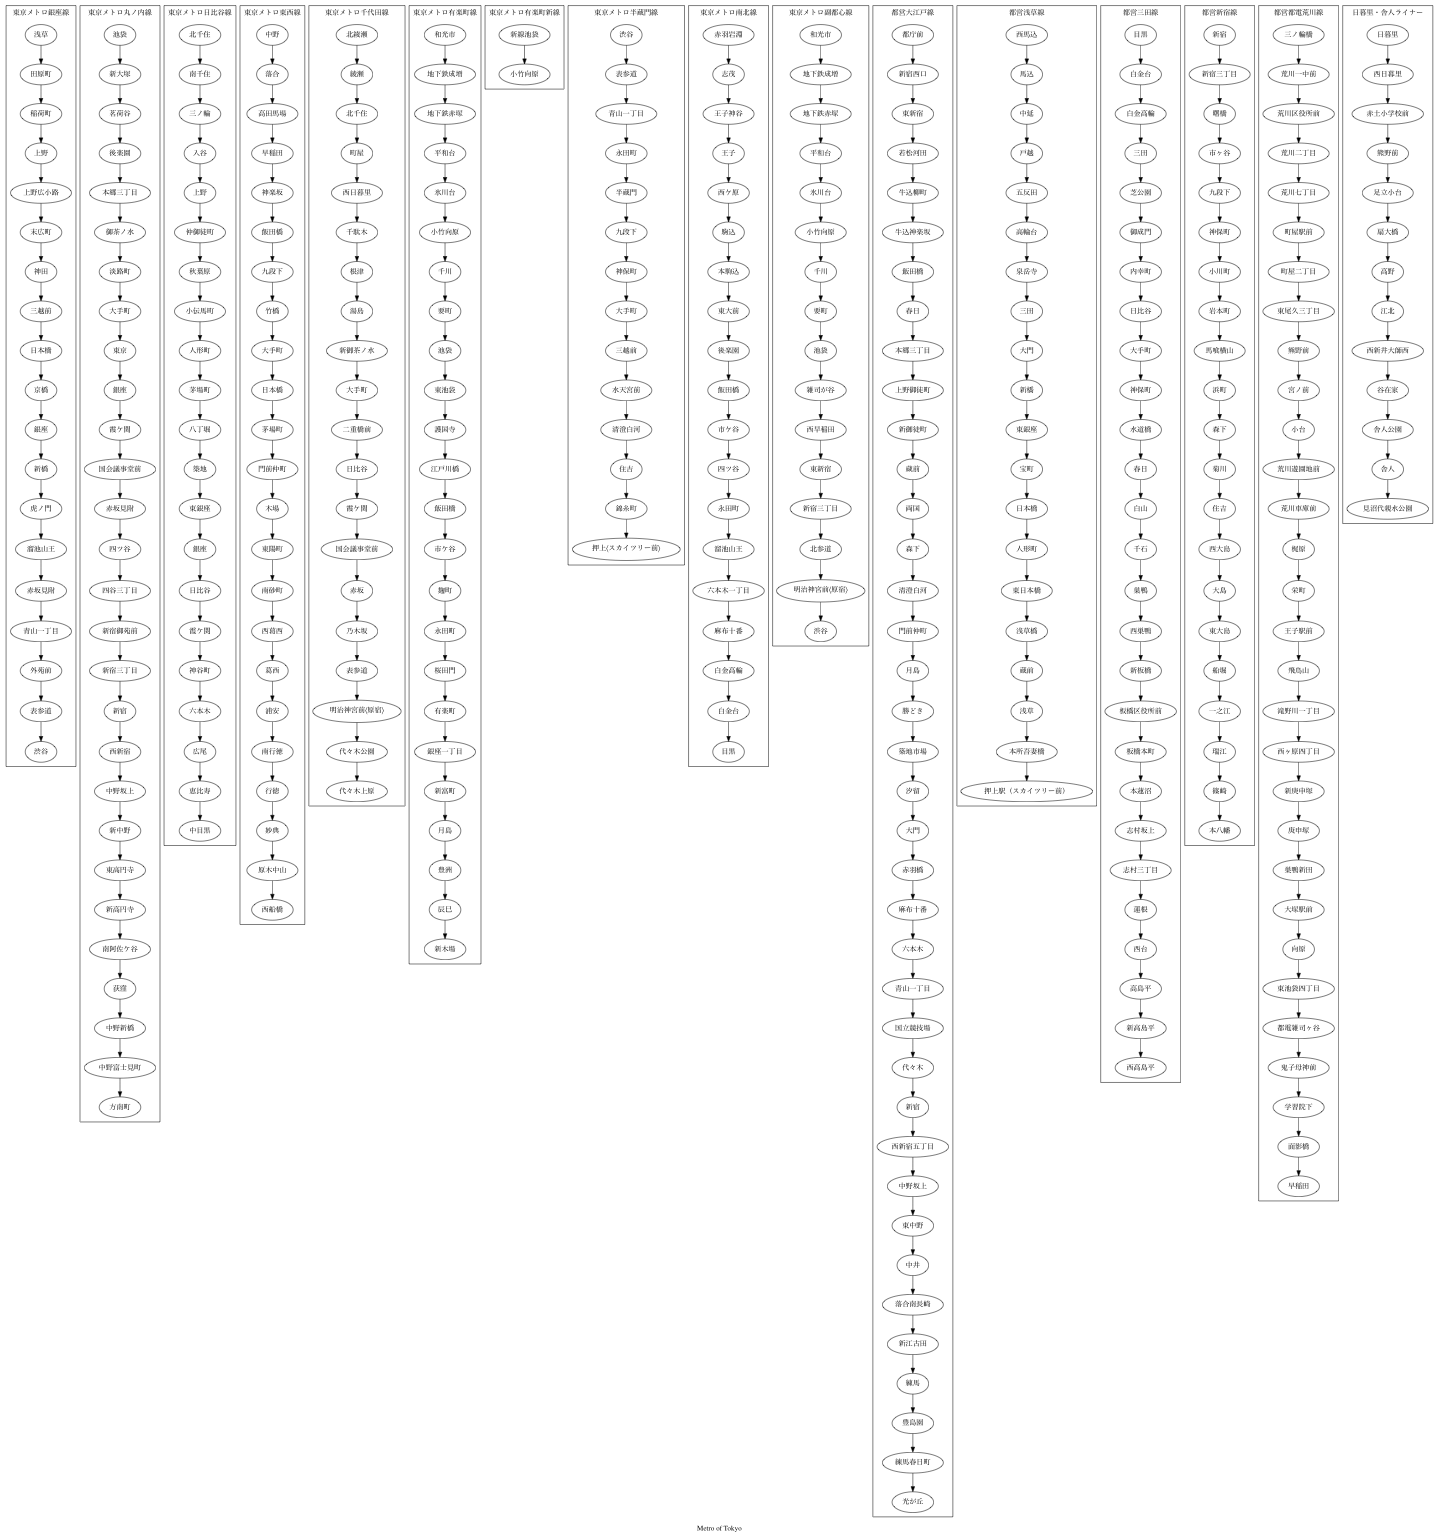 東京メトロ銀座線
浅草
田原町
稲荷町
上野
上野広小路
末広町
神田
三越前
日本橋
京橋
銀座
新橋
虎ノ門
溜池山王
赤坂見附
青山一丁目
外苑前
表参道
渋谷
東京メトロ丸ノ内線
池袋
新大塚
茗荷谷
後楽園
本郷三丁目
御茶ノ水
淡路町
大手町
東京
銀座
霞ケ関
国会議事堂前
赤坂見附
四ツ谷
四谷三丁目
新宿御苑前
新宿三丁目
新宿
西新宿
中野坂上
新中野
東高円寺
新高円寺
南阿佐ケ谷
荻窪
中野新橋
中野富士見町
方南町
東京メトロ日比谷線
北千住
南千住
三ノ輪
入谷
上野
仲御徒町
秋葉原
小伝馬町
人形町
茅場町
八丁堀
築地
東銀座
銀座
日比谷
霞ケ関
神谷町
六本木
広尾
恵比寿
中目黒
東京メトロ東西線
中野
落合
高田馬場
早稲田
神楽坂
飯田橋
九段下
竹橋
大手町
日本橋
茅場町
門前仲町
木場
東陽町
南砂町
西葛西
葛西
浦安
南行徳
行徳
妙典
原木中山
西船橋
東京メトロ千代田線
北綾瀬
綾瀬
北千住
町屋
西日暮里
千駄木
根津
湯島
新御茶ノ水
大手町
二重橋前
日比谷
霞ケ関
国会議事堂前
赤坂
乃木坂
表参道
明治神宮前(原宿)
代々木公園
代々木上原
東京メトロ有楽町線
和光市
地下鉄成増
地下鉄赤塚
平和台
氷川台
小竹向原
千川
要町
池袋
東池袋
護国寺
江戸川橋
飯田橋
市ケ谷
麹町
永田町
桜田門
有楽町
銀座一丁目
新富町
月島
豊洲
辰巳
新木場
東京メトロ有楽町新線
新線池袋
小竹向原
東京メトロ半蔵門線
渋谷
表参道
青山一丁目
永田町
半蔵門
九段下
神保町
大手町
三越前
水天宮前
清澄白河
住吉
錦糸町
押上(スカイツリー前)
東京メトロ南北線
赤羽岩淵
志茂
王子神谷
王子
西ケ原
駒込
本駒込
東大前
後楽園
飯田橋
市ケ谷
四ツ谷
永田町
溜池山王
六本木一丁目
麻布十番
白金高輪
白金台
目黒
東京メトロ副都心線
和光市
地下鉄成増
地下鉄赤塚
平和台
氷川台
小竹向原
千川
要町
池袋
雑司が谷
西早稲田
東新宿
新宿三丁目
北参道
明治神宮前(原宿)
渋谷
都営大江戸線
都庁前
新宿西口
東新宿
若松河田
牛込柳町
牛込神楽坂
飯田橋
春日
本郷三丁目
上野御徒町
新御徒町
蔵前
両国
森下
清澄白河
門前仲町
月島
勝どき
築地市場
汐留
大門
赤羽橋
麻布十番
六本木
青山一丁目
国立競技場
代々木
新宿
西新宿五丁目
中野坂上
東中野
中井
落合南長崎
新江古田
練馬
豊島園
練馬春日町
光が丘
都営浅草線
西馬込
馬込
中延
戸越
五反田
高輪台
泉岳寺
三田
大門
新橋
東銀座
宝町
日本橋
人形町
東日本橋
浅草橋
蔵前
浅草
本所吾妻橋
押上駅（スカイツリー前）
都営三田線
目黒
白金台
白金高輪
三田
芝公園
御成門
内幸町
日比谷
大手町
神保町
水道橋
春日
白山
千石
巣鴨
西巣鴨
新板橋
板橋区役所前
板橋本町
本蓮沼
志村坂上
志村三丁目
蓮根
西台
高島平
新高島平
西高島平
都営新宿線
新宿
新宿三丁目
曙橋
市ヶ谷
九段下
神保町
小川町
岩本町
馬喰横山
浜町
森下
菊川
住吉
西大島
大島
東大島
船堀
一之江
瑞江
篠崎
本八幡
都営都電荒川線
三ノ輪橋
荒川一中前
荒川区役所前
荒川二丁目
荒川七丁目
町屋駅前
町屋二丁目
東尾久三丁目
熊野前
宮ノ前
小台
荒川遊園地前
荒川車庫前
梶原
栄町
王子駅前
飛鳥山
滝野川一丁目
西ヶ原四丁目
新庚申塚
庚申塚
巣鴨新田
大塚駅前
向原
東池袋四丁目
都電雑司ヶ谷
鬼子母神前
学習院下
面影橋
早稲田
日暮里・舎人ライナー
日暮里
西日暮里
赤土小学校前
熊野前
足立小台
扇大橋
高野
江北
西新井大師西
谷在家
舎人公園
舎人
見沼代親水公園
Metro of Tokyo